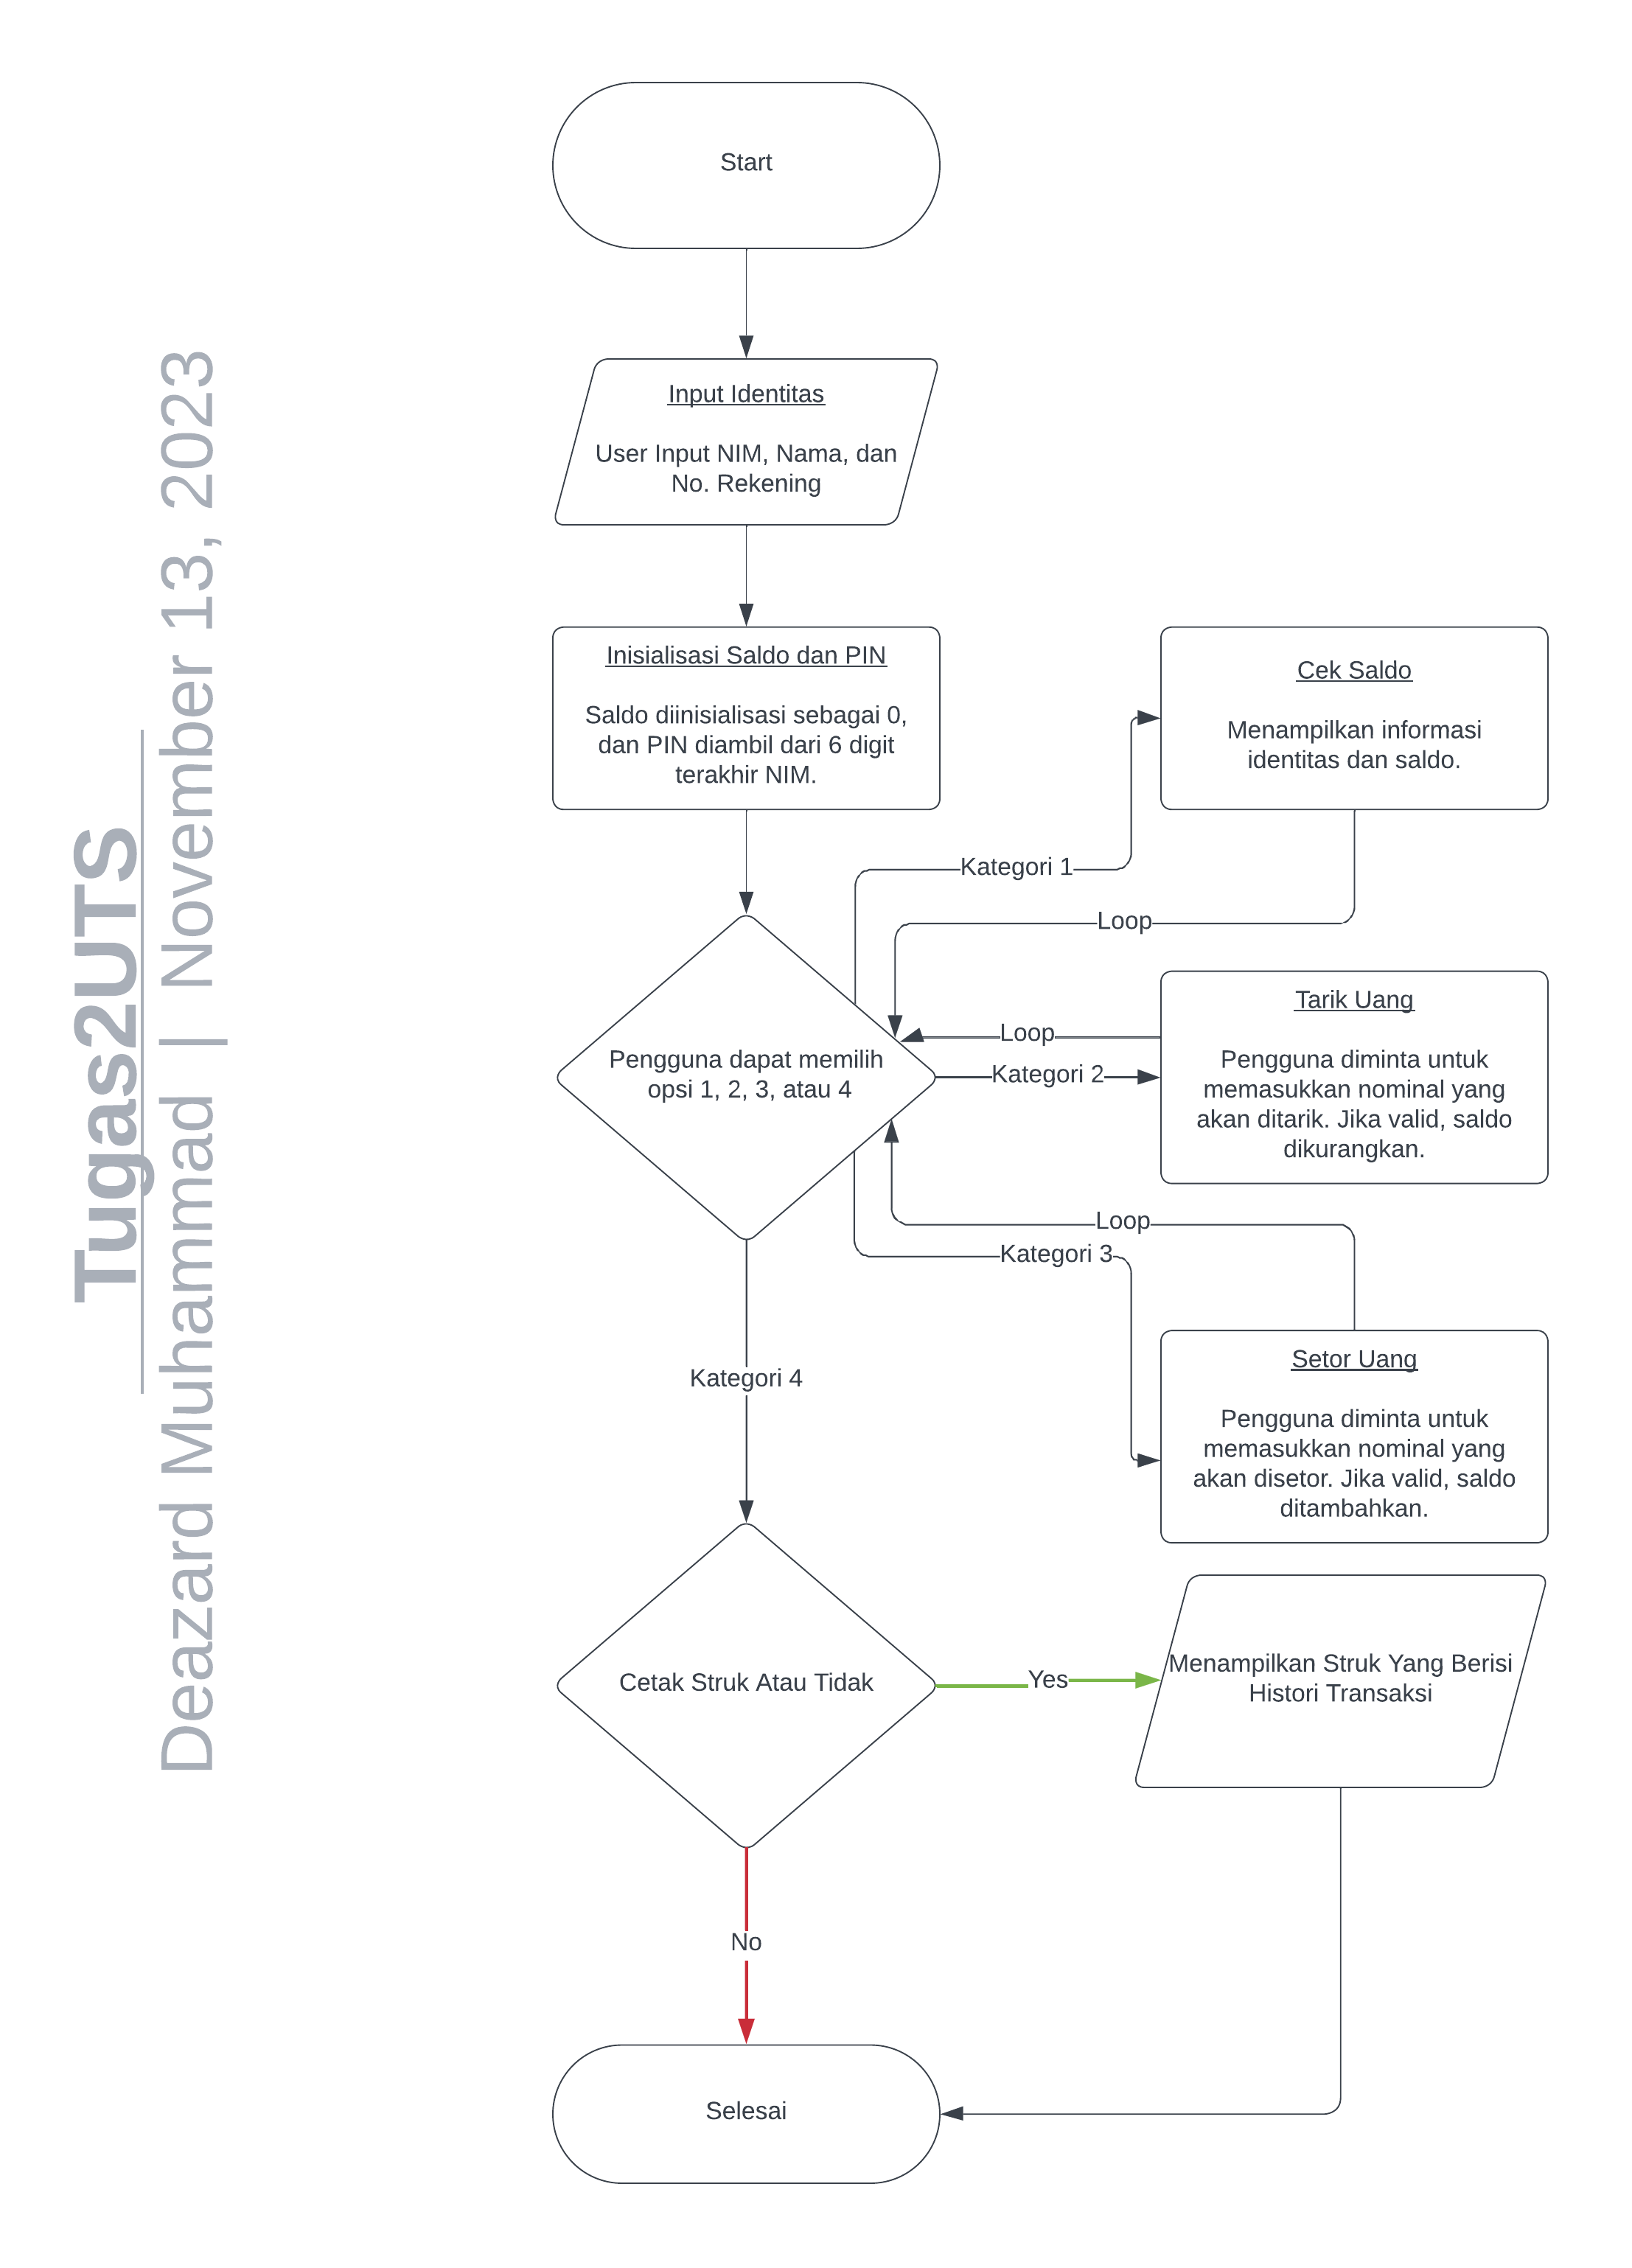 Tugas2UTS
Deazard Muhammad | November 13, 2023
Start
Input Identitas
User Input NIM, Nama, dan
No. Rekening
Inisialisasi Saldo dan PIN
Saldo diinisialisasi sebagai 0,
dan PIN diambil dari 6 digit
terakhir NIM.
Cek Saldo
Menampilkan informasi
identitas dan saldo.
Kategori 1
Loop
Pengguna dapat memilih
opsi 1, 2, 3, atau 4
Loop
Kategori 2
Tarik Uang
Pengguna diminta untuk
memasukkan nominal yang
akan ditarik. Jika valid, saldo
dikurangkan.
Loop
Kategori 3
Setor Uang
Pengguna diminta untuk
memasukkan nominal yang
akan disetor. Jika valid, saldo
ditambahkan.
Kategori 4
Cetak Struk Atau Tidak
Yes
Menampilkan Struk Yang Berisi
Histori Transaksi
No
Selesai